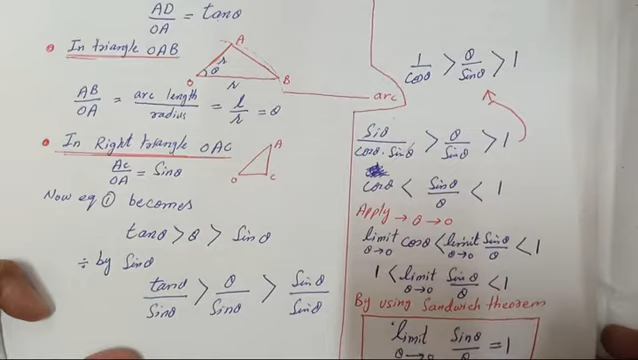 AD/OA = tanθ
In triangle OAB
A
r
θ
O
B
r
AB/OA = arc length/radius = l/r = θ
arc
In Right triangle OAC
AC/OA = Sinθ
A
O
C
Now eq ① becomes
tanθ > θ > Sinθ
÷ by Sinθ
tanθ/Sinθ > θ/Sinθ > Sinθ/Sinθ
1/cosθ > θ/Sinθ > 1
Siθ/cosθ·Sinθ > θ/Sinθ > 1
cosθ < Sinθ/θ < 1
Apply → θ → 0
limit θ→0 cosθ < limit θ→0 Sinθ/θ < 1
1 < limit θ→0 Sinθ/θ < 1
By using Sandwich theorem
limit θ→0 Sinθ/θ = 1